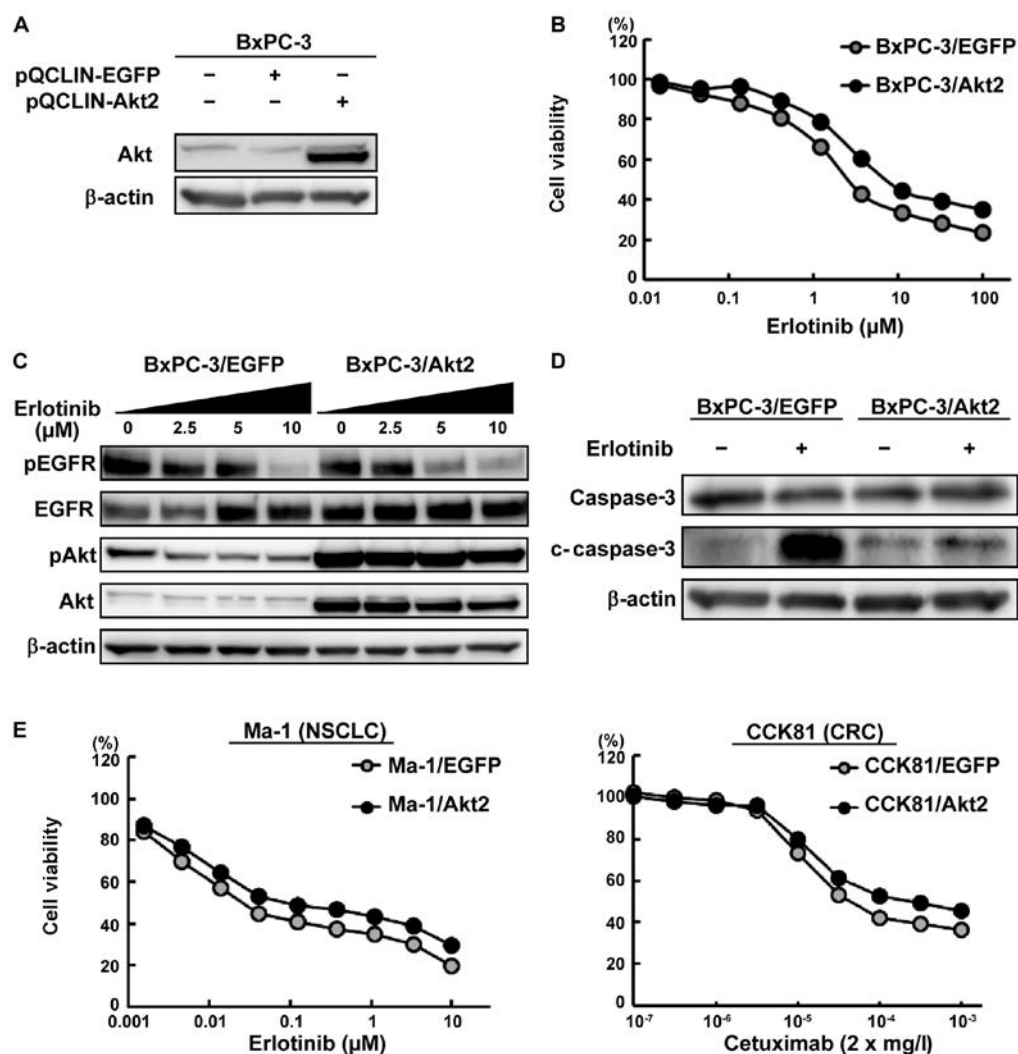 A
BxPC-3
pQCLIN-EGFP – + –
pQCLIN-Akt2 – – +
Akt
β-actin
B
(%)
120
100
80
60
40
20
0
Cell viability
BxPC-3/EGFP
BxPC-3/Akt2
0.01 0.1 1 10 100
Erlotinib (µM)
C
BxPC-3/EGFP BxPC-3/Akt2
Erlotinib
(µM) 0 2.5 5 10 0 2.5 5 10
pEGFR
EGFR
pAkt
Akt
β-actin
D
BxPC-3/EGFP BxPC-3/Akt2
Erlotinib – + – +
Caspase-3
c-caspase-3
β-actin
E
Ma-1 (NSCLC)
(%)
120
100
80
60
40
20
0
Cell viability
Ma-1/EGFP
Ma-1/Akt2
0.001 0.01 0.1 1 10
Erlotinib (µM)
CCK81 (CRC)
(%)
120
100
80
60
40
20
0
CCK81/EGFP
CCK81/Akt2
10⁻⁷ 10⁻⁶ 10⁻⁵ 10⁻⁴ 10⁻³
Cetuximab (2 x mg/l)